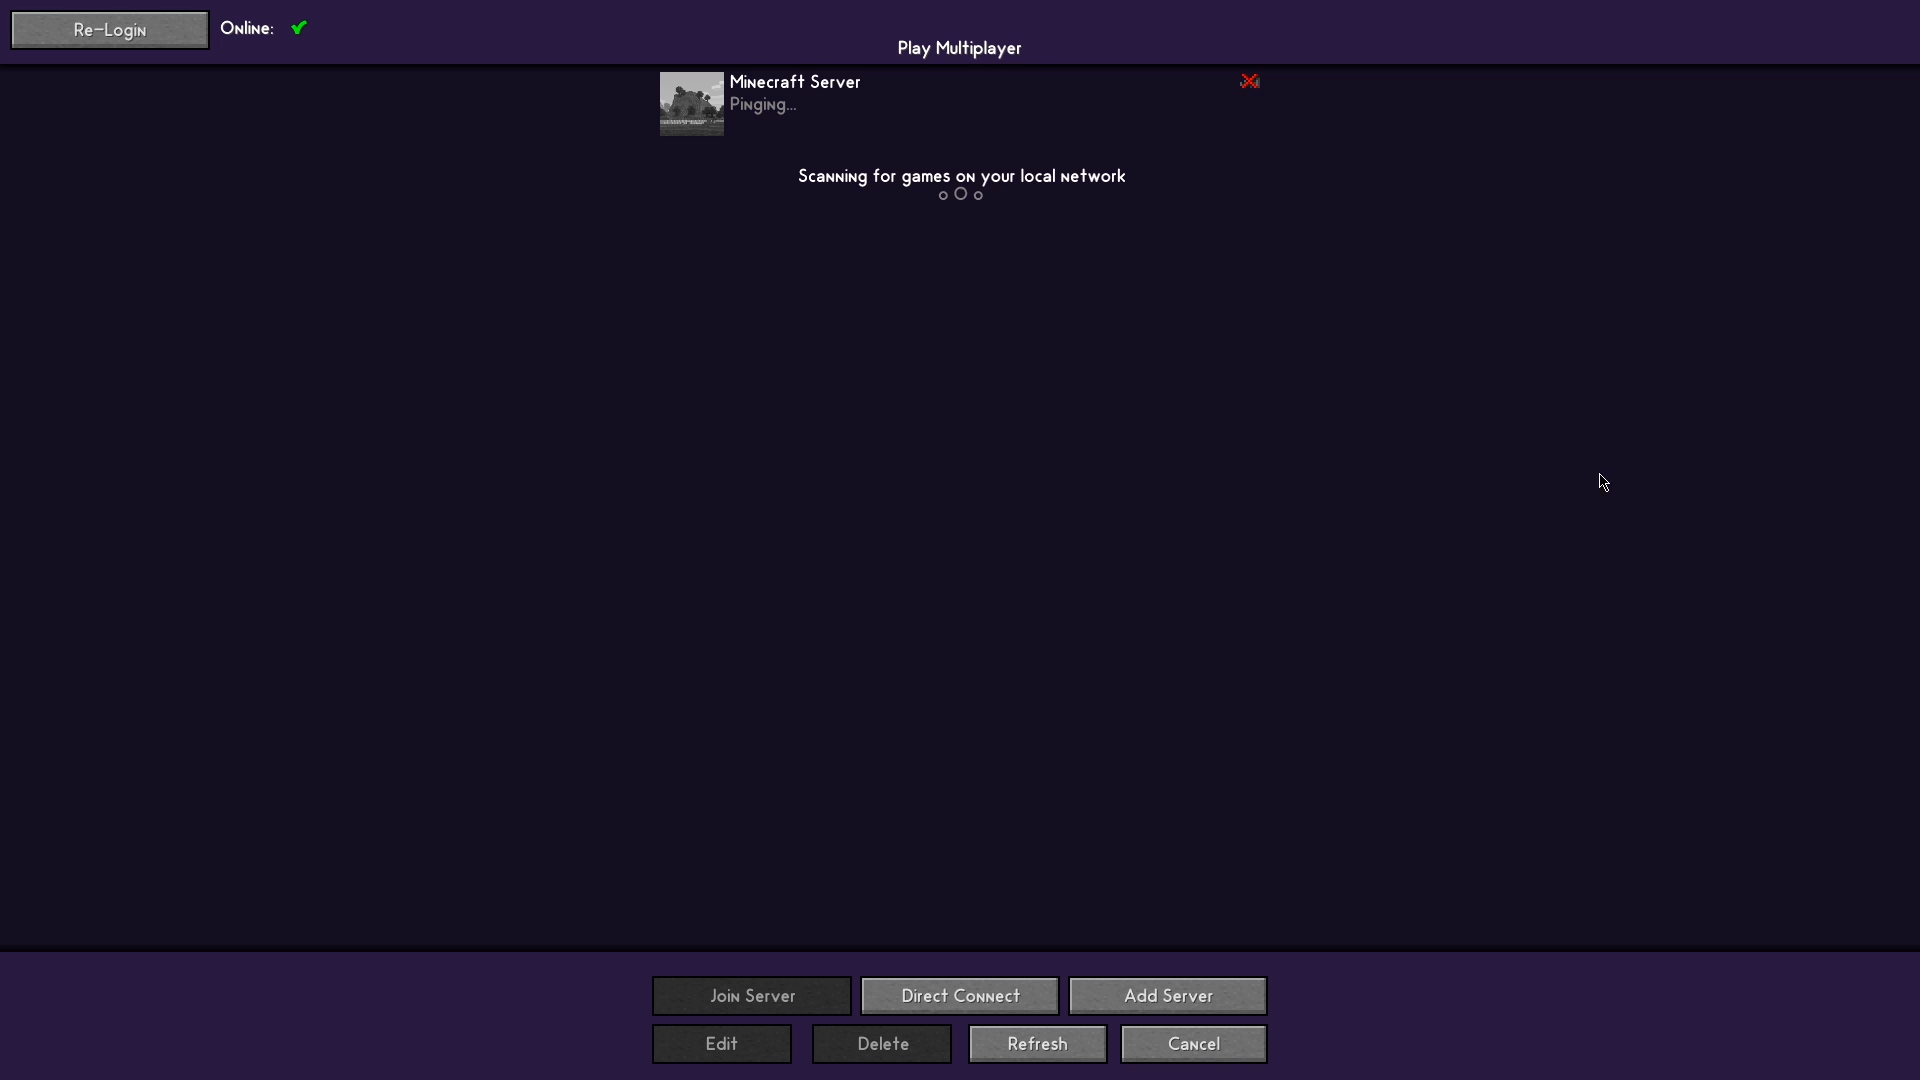 Re-Login
Online:
Play Multiplayer
Minecraft Server
Pinging...
Scanning for games on your local network
Join Server
Direct Connect
Add Server
Edit
Delete
Refresh
Cancel